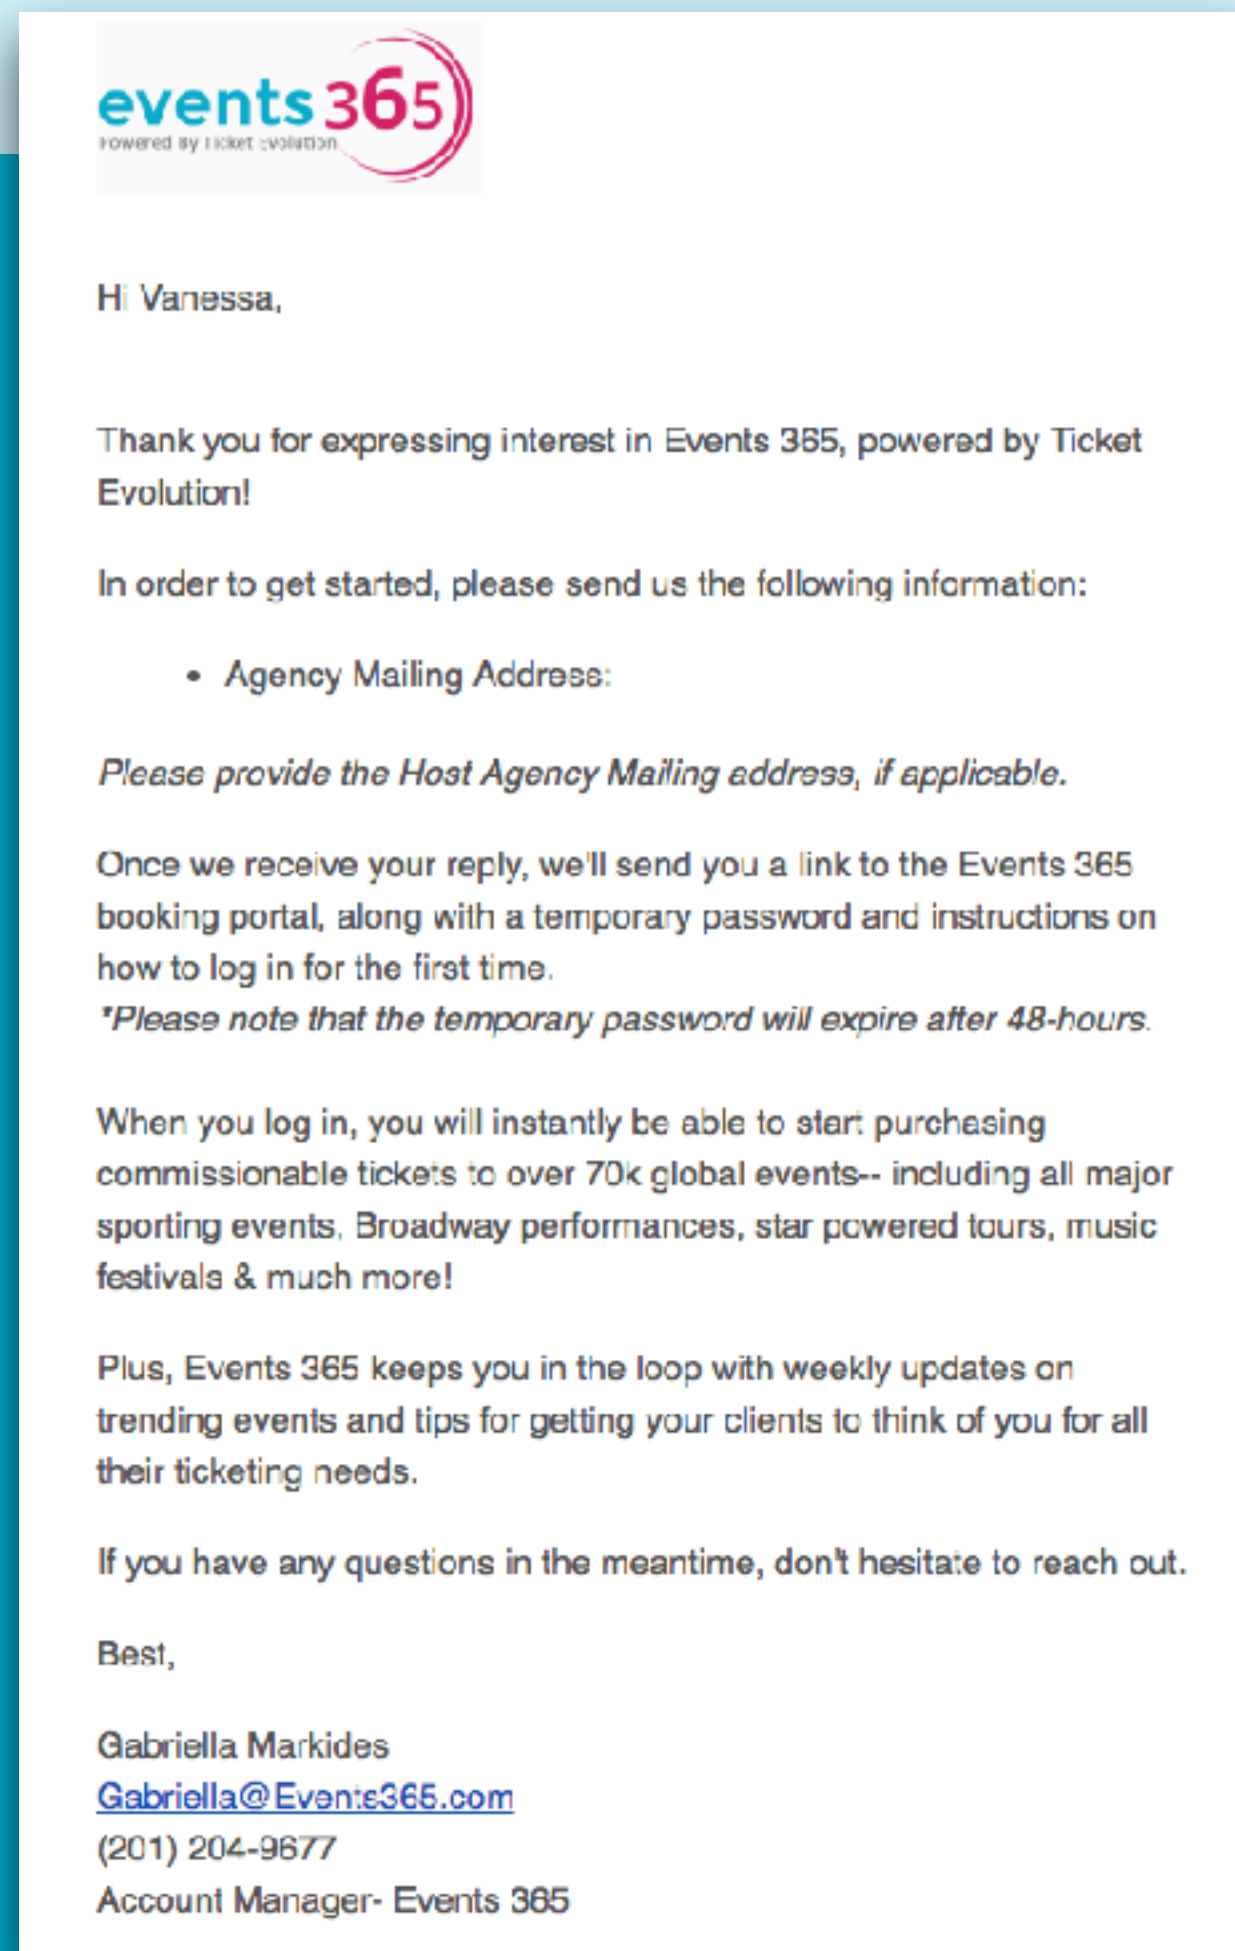 events 365
Powered By Ticket Evolution
Hi Vanessa,
Thank you for expressing interest in Events 365, powered by Ticket
Evolution!
In order to get started, please send us the following information:
• Agency Mailing Address:
Please provide the Host Agency Mailing address, if applicable.
Once we receive your reply, we'll send you a link to the Events 365
booking portal, along with a temporary password and instructions on
how to log in for the first time.
*Please note that the temporary password will expire after 48-hours.
When you log in, you will instantly be able to start purchasing
commissionable tickets to over 70k global events-- including all major
sporting events, Broadway performances, star powered tours, music
festivals & much more!
Plus, Events 365 keeps you in the loop with weekly updates on
trending events and tips for getting your clients to think of you for all
their ticketing needs.
If you have any questions in the meantime, don't hesitate to reach out.
Best,
Gabriella Markides
Gabriella@Events365.com
(201) 204-9677
Account Manager- Events 365